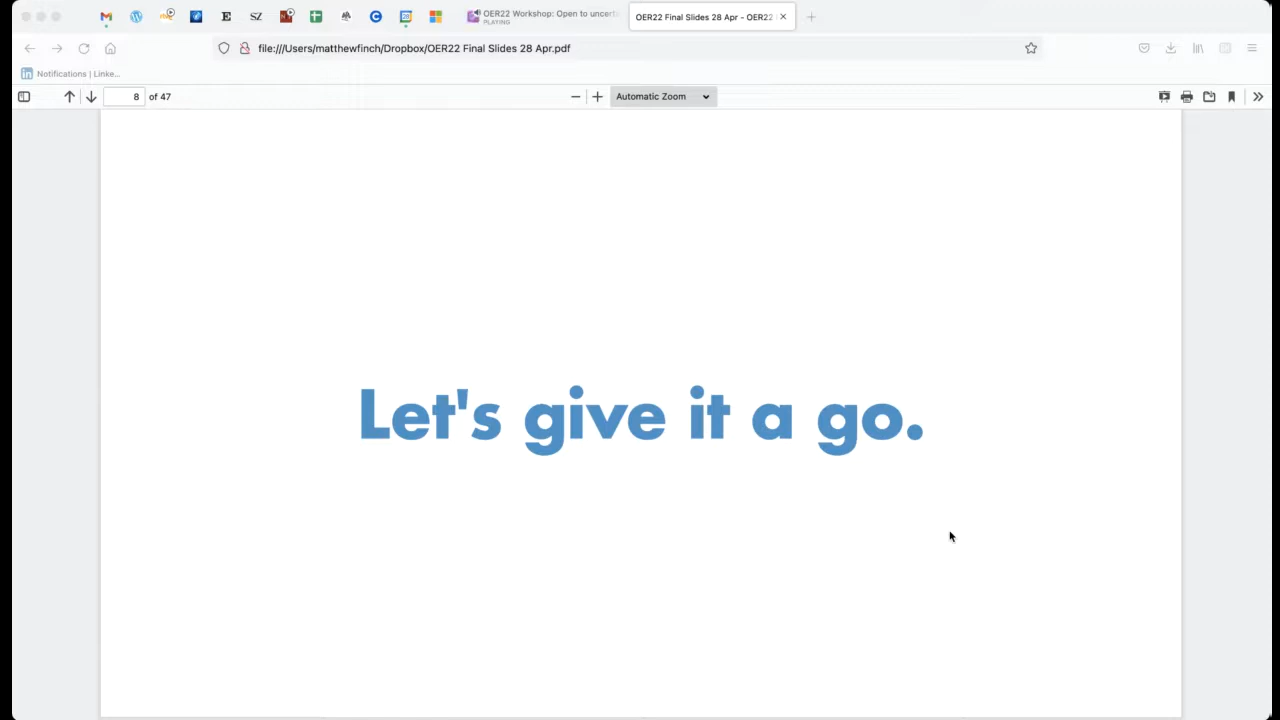 OER22 Workshop: Open to uncerta
PLAYING
OER22 Final Slides 28 Apr - OER22
file:///Users/matthewfinch/Dropbox/OER22 Final Slides 28 Apr.pdf
Notifications | Linke...
8 of 47
Automatic Zoom
Let's give it a go.